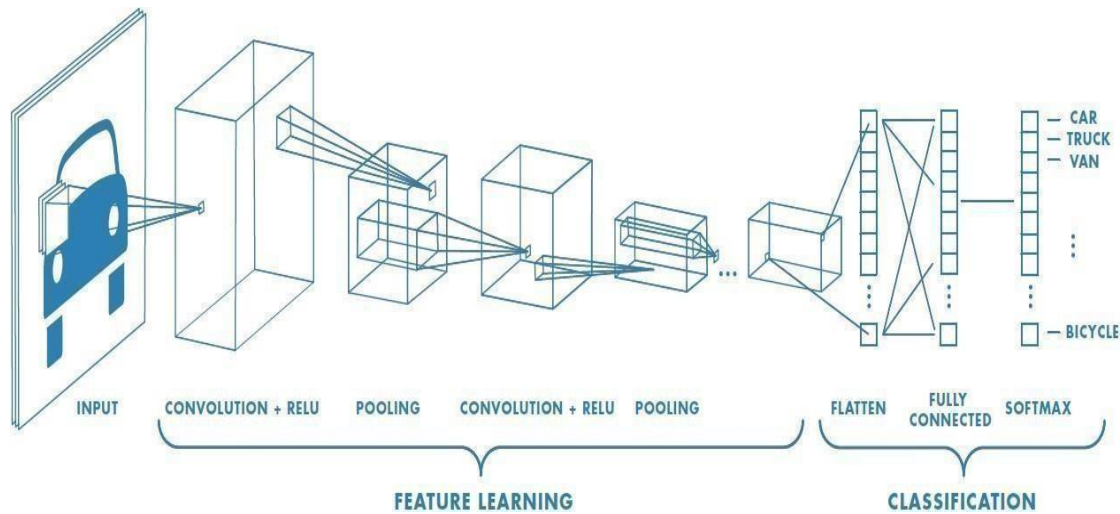 CAR
TRUCK
VAN
BICYCLE
INPUT
CONVOLUTION + RELU
POOLING
CONVOLUTION + RELU
POOLING
FLATTEN
FULLY
CONNECTED
SOFTMAX
FEATURE LEARNING
CLASSIFICATION